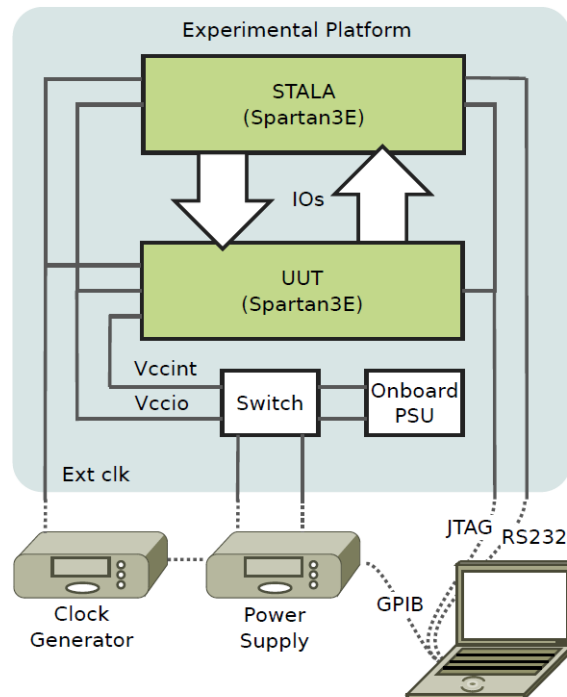 Experimental Platform
STALA
(Spartan3E)
IOs
UUT
(Spartan3E)
Vccint
Vccio
Switch
Onboard
PSU
Ext clk
JTAG
RS232
GPIB
Clock
Generator
Power
Supply